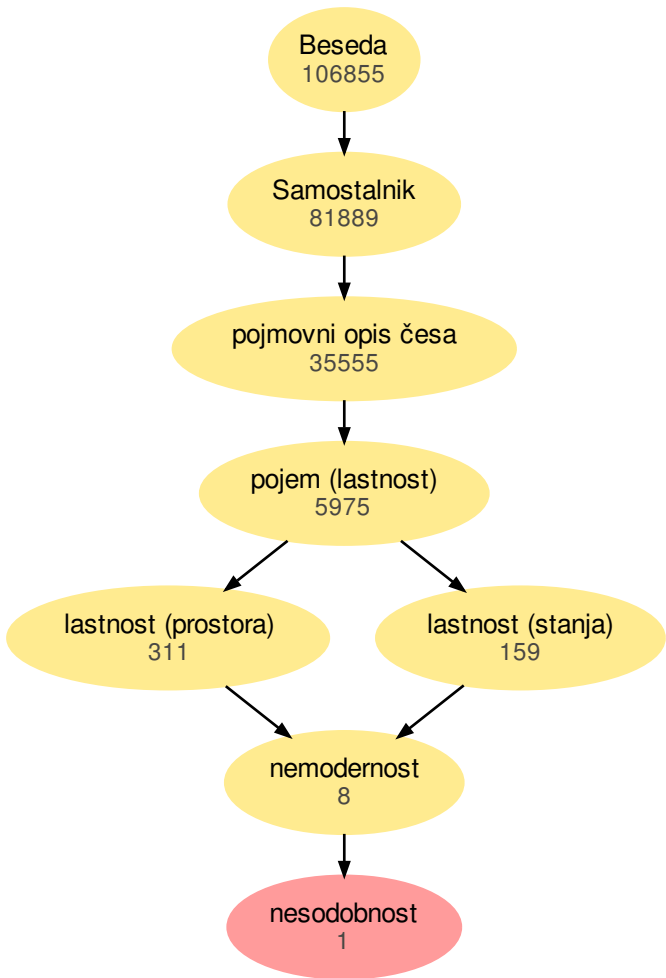 Beseda
106855
Samostalnik
81889
pojmovni opis česa
35555
pojem (lastnost)
5975
lastnost (prostora)
311
lastnost (stanja)
159
nemodernost
8
nesodobnost
1